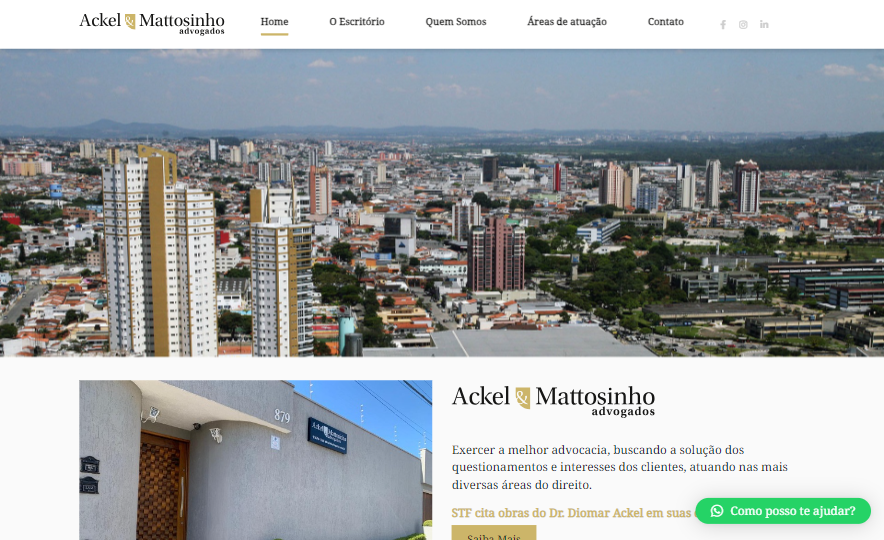 Ackel & Mattosinho
advogados
Home
O Escritório
Quem Somos
Áreas de atuação
Contato
879
Ackel & Mattosinho
Ackel & Mattosinho
advogados
Exercer a melhor advocacia, buscando a solução dos
questionamentos e interesses dos clientes, atuando nas mais
diversas áreas do direito.
STF cita obras do Dr. Diomar Ackel em suas
Como posso te ajudar?
Saiba Mais